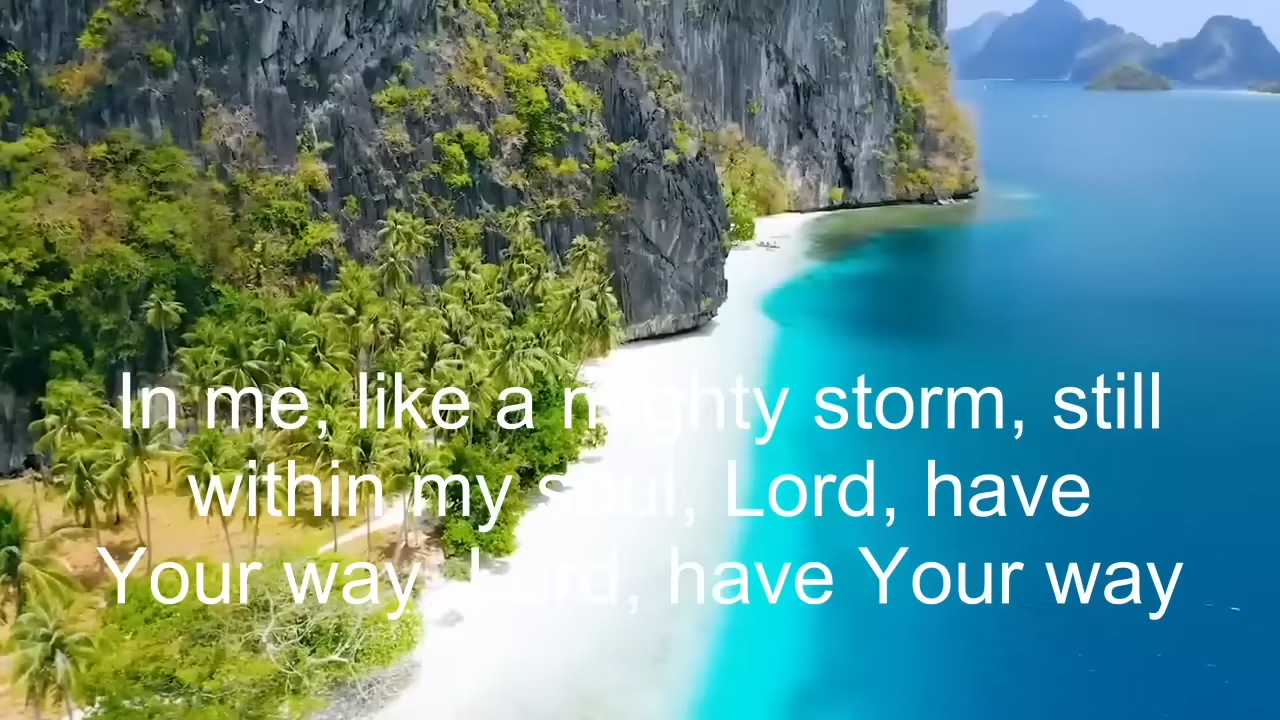 In me, like a mighty storm, still
within my soul, Lord, have
Your way, Lord, have Your way